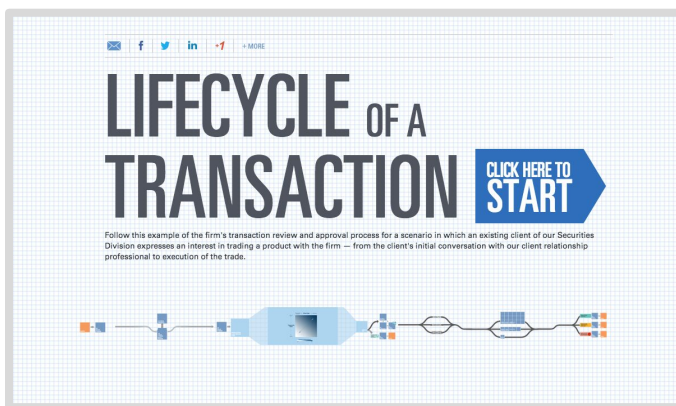 f
in
+1
+ MORE
LIFECYCLE OF A
TRANSACTION
CLICK HERE TO
START
Follow this example of the firm's transaction review and approval process for a scenario in which an existing client of our Securities
Division expresses an interest in trading a product with the firm — from the client's initial conversation with our client relationship
professional to execution of the trade.